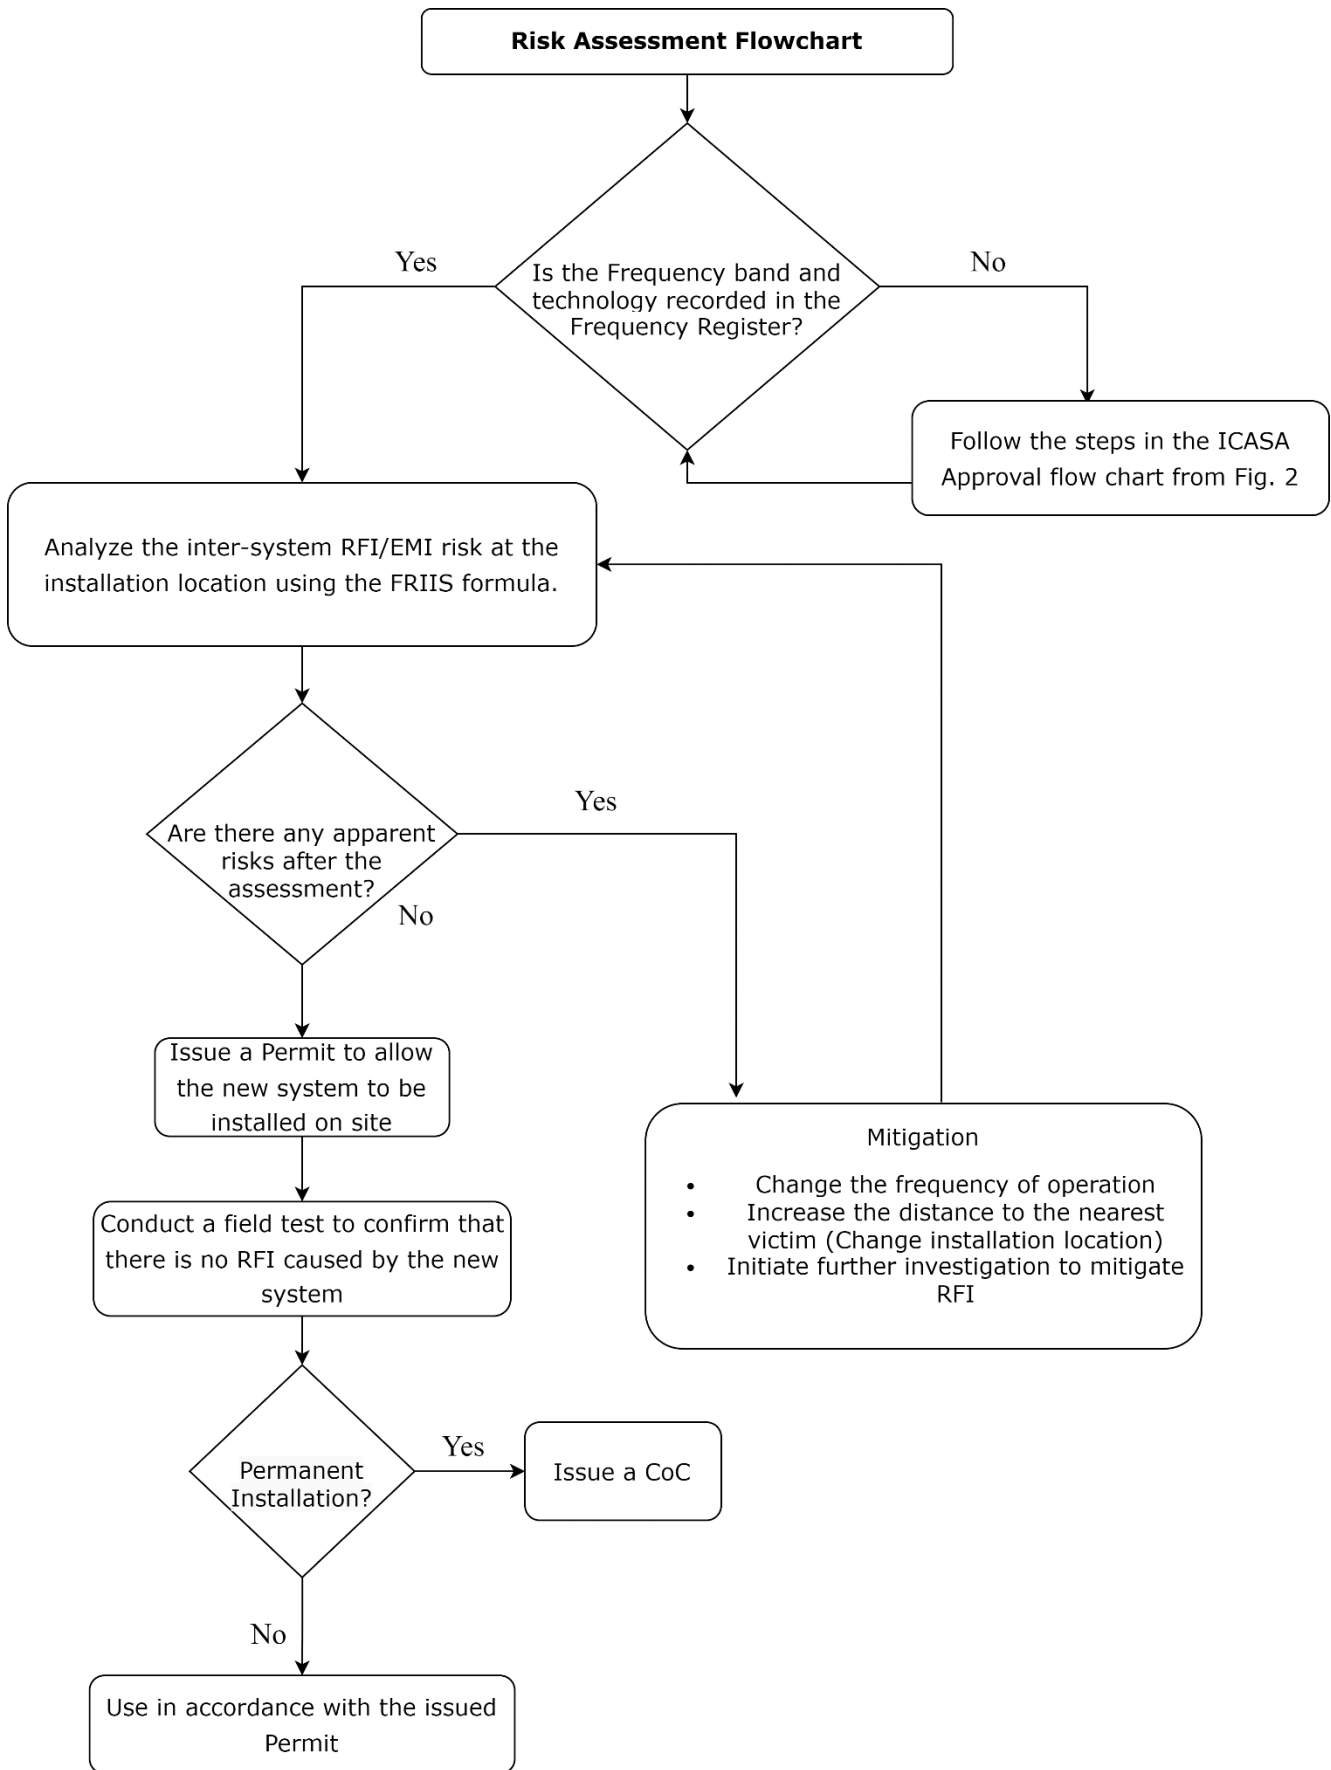 Risk Assessment Flowchart
Yes
No
Is the Frequency band and
technology recorded in the
Frequency Register?
Follow the steps in the ICASA
Approval flow chart from Fig. 2
Analyze the inter-system RFI/EMI risk at the
installation location using the FRIIS formula.
Yes
Are there any apparent
risks after the
assessment?
No
Issue a Permit to allow
the new system to be
installed on site
Mitigation
• Change the frequency of operation
• Increase the distance to the nearest
victim (Change installation location)
• Initiate further investigation to mitigate
RFI
Conduct a field test to confirm that
there is no RFI caused by the new
system
Yes
Permanent
Installation?
Issue a CoC
No
Use in accordance with the issued
Permit